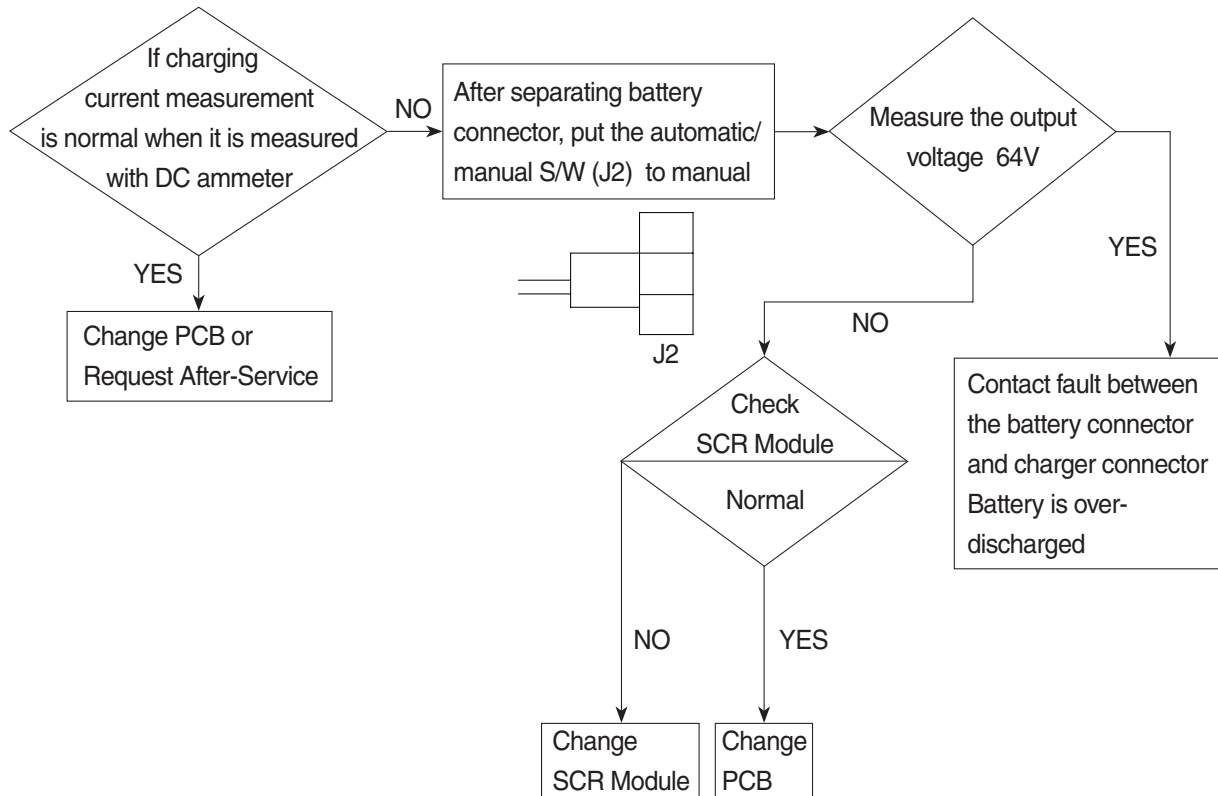 If charging
current measurement
is normal when it is measured
with DC ammeter
NO
After separating battery
connector, put the automatic/
manual S/W (J2) to manual
Measure the output
voltage 64V
YES
Change PCB or
Request After-Service
J2
NO
YES
Check
SCR Module
Normal
Contact fault between
the battery connector
and charger connector
Battery is over-
discharged
NO
YES
Change
SCR Module
Change
PCB